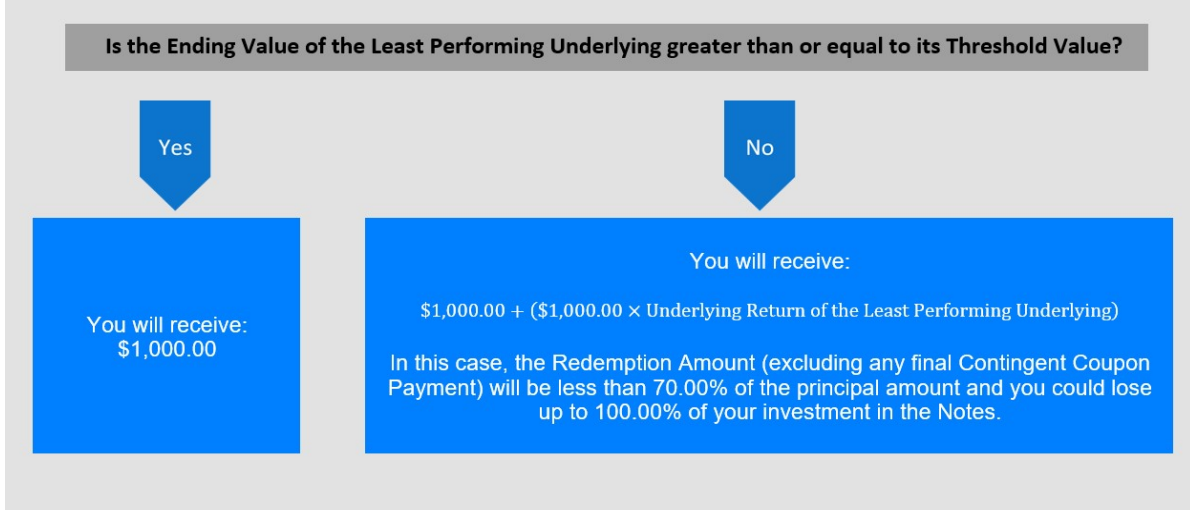 Is the Ending Value of the Least Performing Underlying greater than or equal to its Threshold Value?
Yes
No
You will receive:
$1,000.00
You will receive:
$1,000.00 + ($1,000.00 × Underlying Return of the Least Performing Underlying)
In this case, the Redemption Amount (excluding any final Contingent Coupon
Payment) will be less than 70.00% of the principal amount and you could lose
up to 100.00% of your investment in the Notes.